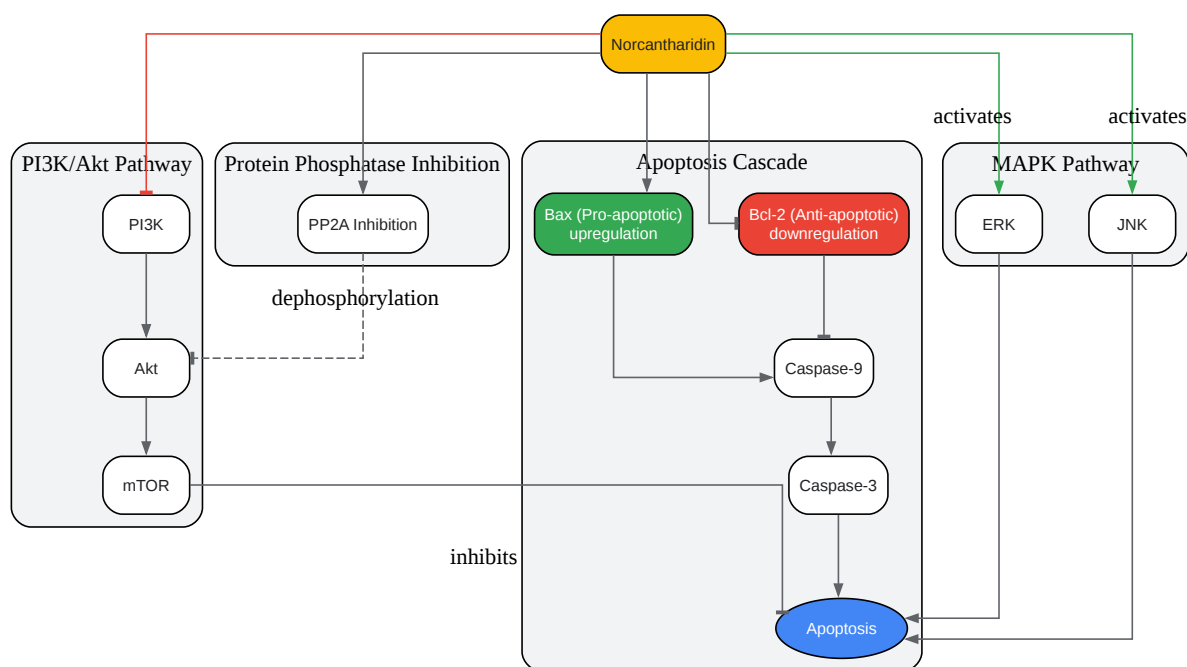 Norcantharidin
activates
activates
PI3K/Akt Pathway
Protein Phosphatase Inhibition
Apoptosis Cascade
MAPK Pathway
PI3K
PP2A Inhibition
Bax (Pro-apoptotic)
upregulation
Bcl-2 (Anti-apoptotic)
downregulation
ERK
JNK
dephosphorylation
Akt
Caspase-9
mTOR
Caspase-3
inhibits
Apoptosis